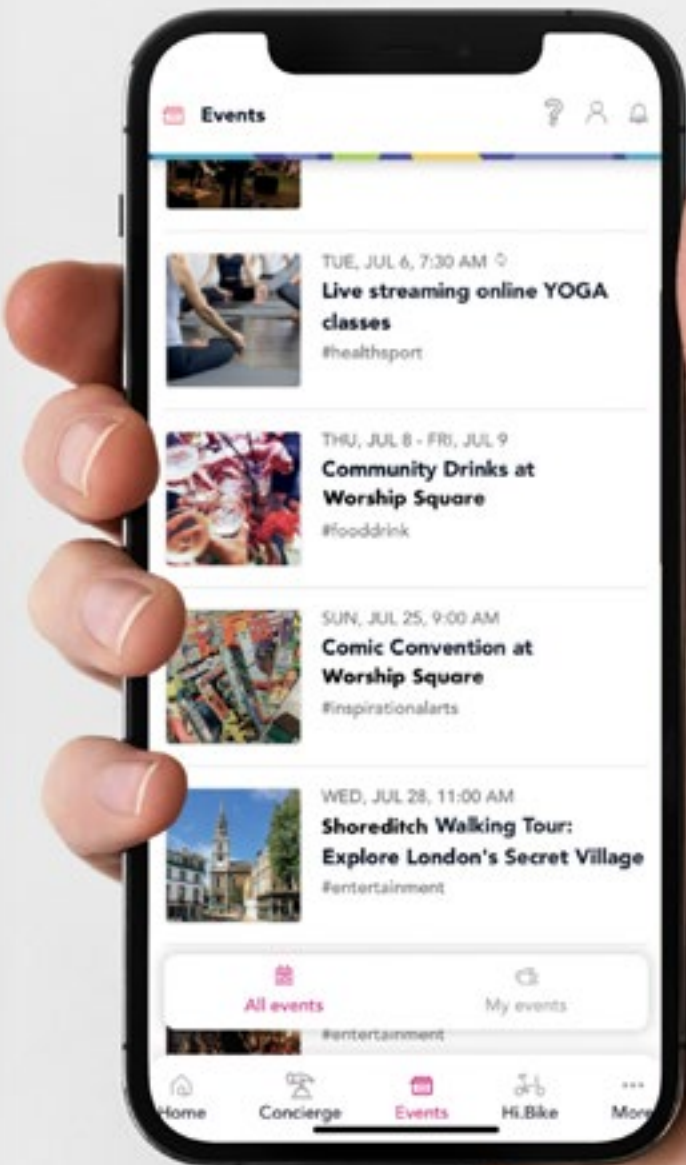 Events
TUE, JUL 6, 7:30 AM
Live streaming online YOGA
classes
#healthsport
THU, JUL 8 - FRI, JUL 9
Community Drinks at
Worship Square
#fooddrink
SUN, JUL 25, 9:00 AM
Comic Convention at
Worship Square
#inspirationalarts
WED, JUL 28, 11:00 AM
Shoreditch Walking Tour:
Explore London's Secret Village
#entertainment
All events My events
#entertainment
Home Concierge Events Hi.Bike More